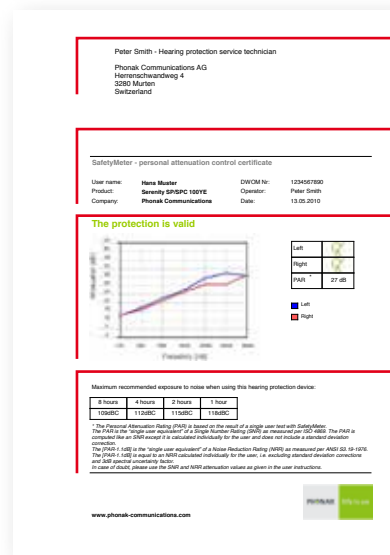 Peter Smith - Hearing protection service technician
Phonak Communications AG
Herrenschwandweg 4
3280 Murten
Switzerland
SafetyMeter - personal attenuation control certificate
User name: Hans Muster DWOM Nr: 1234567890
Product: Serenity SP/SPC 100YE Operator: Peter Smith
Company: Phonak Communications Date: 13.05.2010
The protection is valid
Left
Right
PAR * 27 dB
Left
Right
Maximum recommended exposure to noise when using this hearing protection device:
8 hours 4 hours 2 hours 1 hour
109dBC 112dBC 115dBC 118dBC
* The Personal Attenuation Rating (PAR) is based on the result of a single user test with SafetyMeter.
The PAR is the "single user equivalent" of a Single Number Rating (SNR) as measured per ISO 4869. The PAR is
computed like an SNR except it is calculated individually for the user and does not include a standard deviation
correction.
The [PAR-1.1dB] is the "single user equivalent" of a Noise Reduction Rating (NRR) as measured per ANSI S3.19-1976.
The [PAR-1.1dB] is equal to an NRR calculated individually for the user, i.e. excluding standard deviation corrections
and 3dB spectral uncertainty factor.
In case of doubt, please use the SNR and NRR attenuation values as given in the user instructions.
PHONAK
www.phonak-communications.com